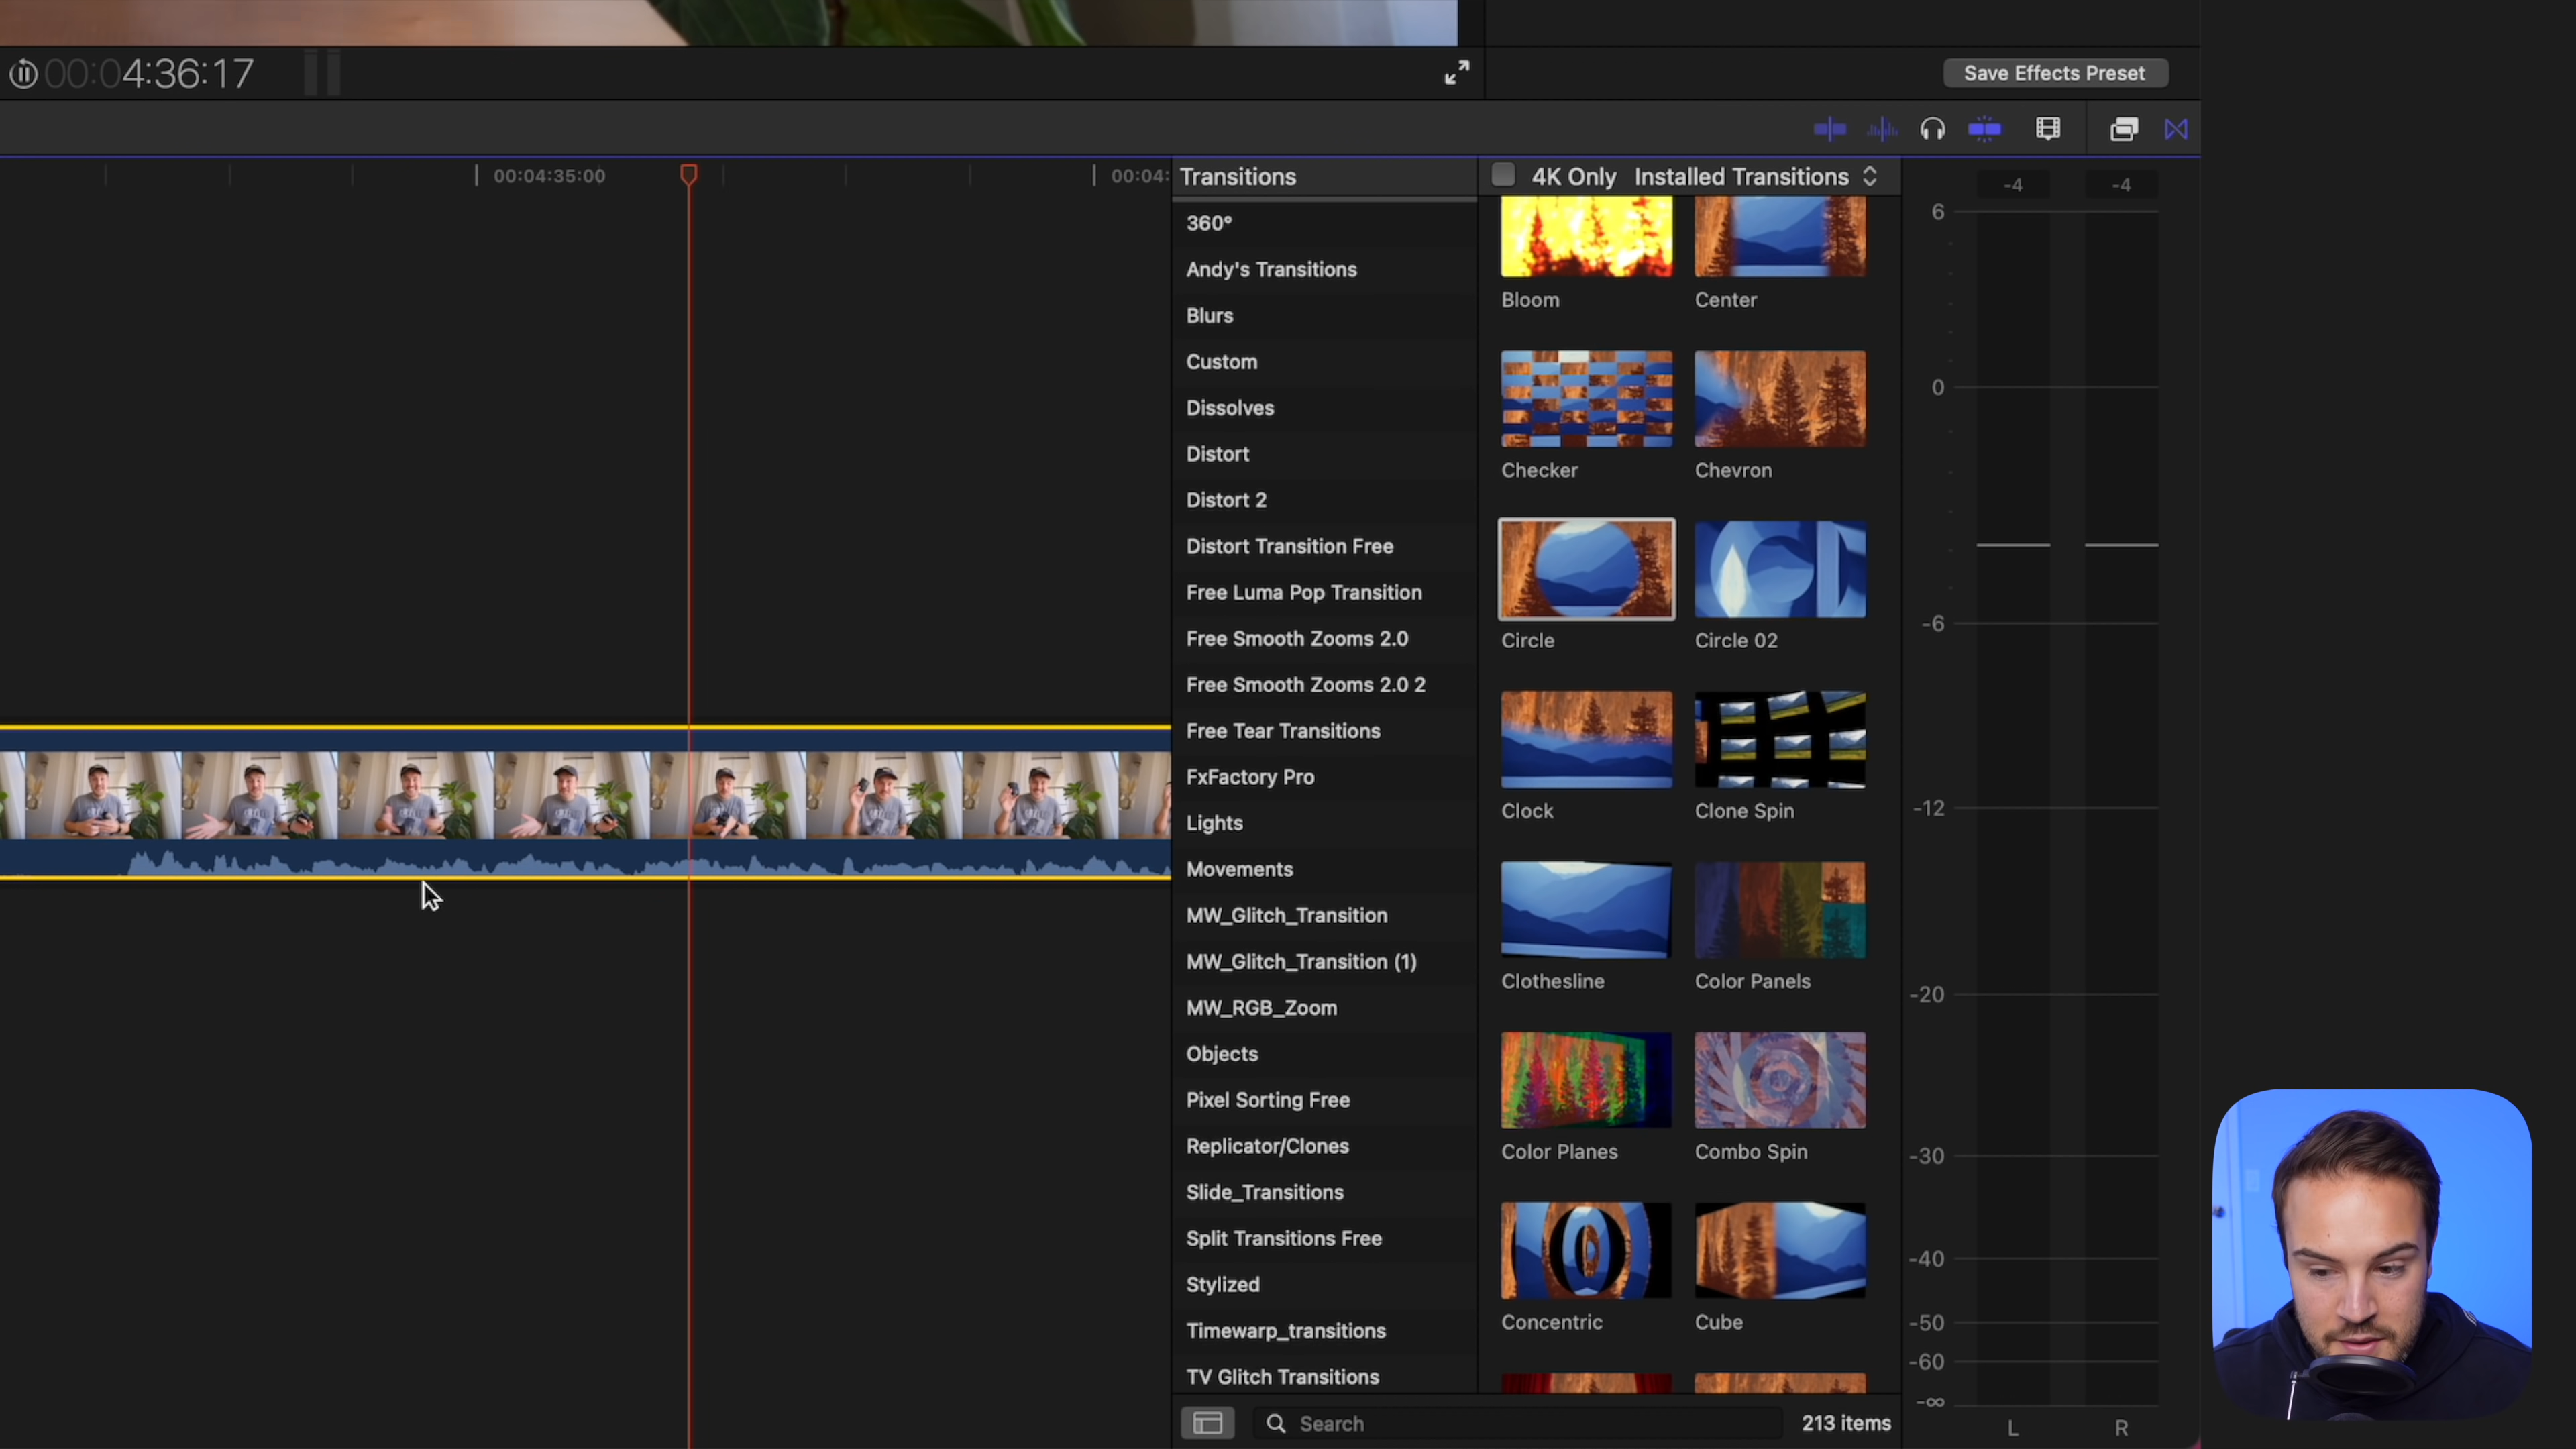 00:04:36:17
Save Effects Preset
00:04:35:00
00:04:
Transitions
4K Only
Installed Transitions
360°
Andy's Transitions
Blurs
Custom
Dissolves
Distort
Distort 2
Distort Transition Free
Free Luma Pop Transition
Free Smooth Zooms 2.0
Free Smooth Zooms 2.0 2
Free Tear Transitions
FxFactory Pro
Lights
Movements
MW_Glitch_Transition
MW_Glitch_Transition (1)
MW_RGB_Zoom
Objects
Pixel Sorting Free
Replicator/Clones
Slide_Transitions
Split Transitions Free
Stylized
Timewarp_transitions
TV Glitch Transitions
Bloom
Center
Checker
Chevron
Circle
Circle 02
Clock
Clone Spin
Clothesline
Color Panels
Color Planes
Combo Spin
Concentric
Cube
Search
213 items
-4
-4
6
0
-6
-12
-20
-30
-40
-50
-60
-∞
L
R